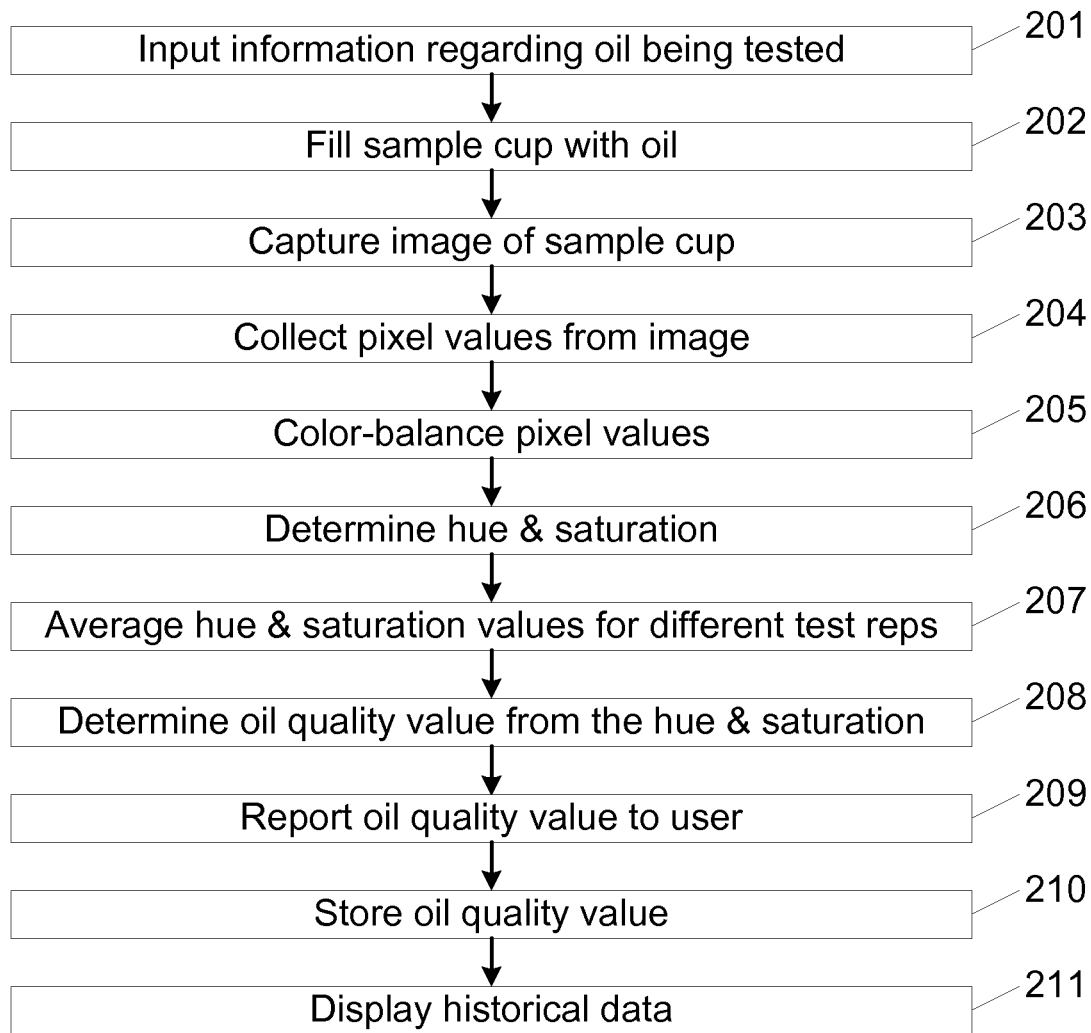 201
Input information regarding oil being tested
202
Fill sample cup with oil
203
Capture image of sample cup
204
Collect pixel values from image
205
Color-balance pixel values
206
Determine hue & saturation
207
Average hue & saturation values for different test reps
208
Determine oil quality value from the hue & saturation
209
Report oil quality value to user
210
Store oil quality value
211
Display historical data